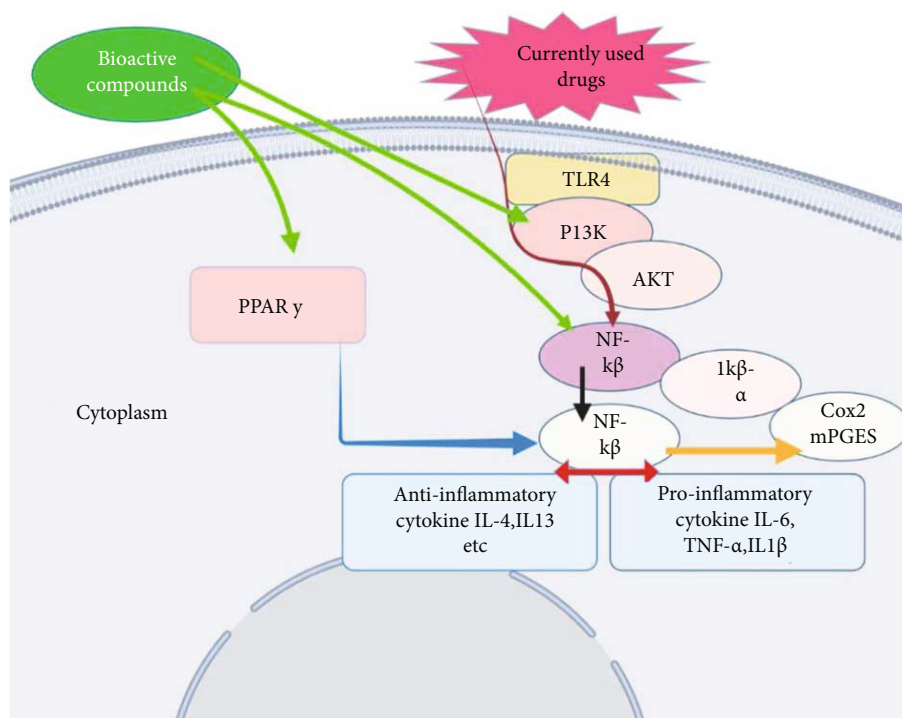 Bioactive
compounds
Currently used
drugs
TLR4
P13K
AKT
PPAR y
NF-
kβ
1kβ-
α
Cytoplasm
NF-
kβ
Cox2
mPGES
Anti-inflammatory
cytokine IL-4,IL13
etc
Pro-inflammatory
cytokine IL-6,
TNF-α,IL1β